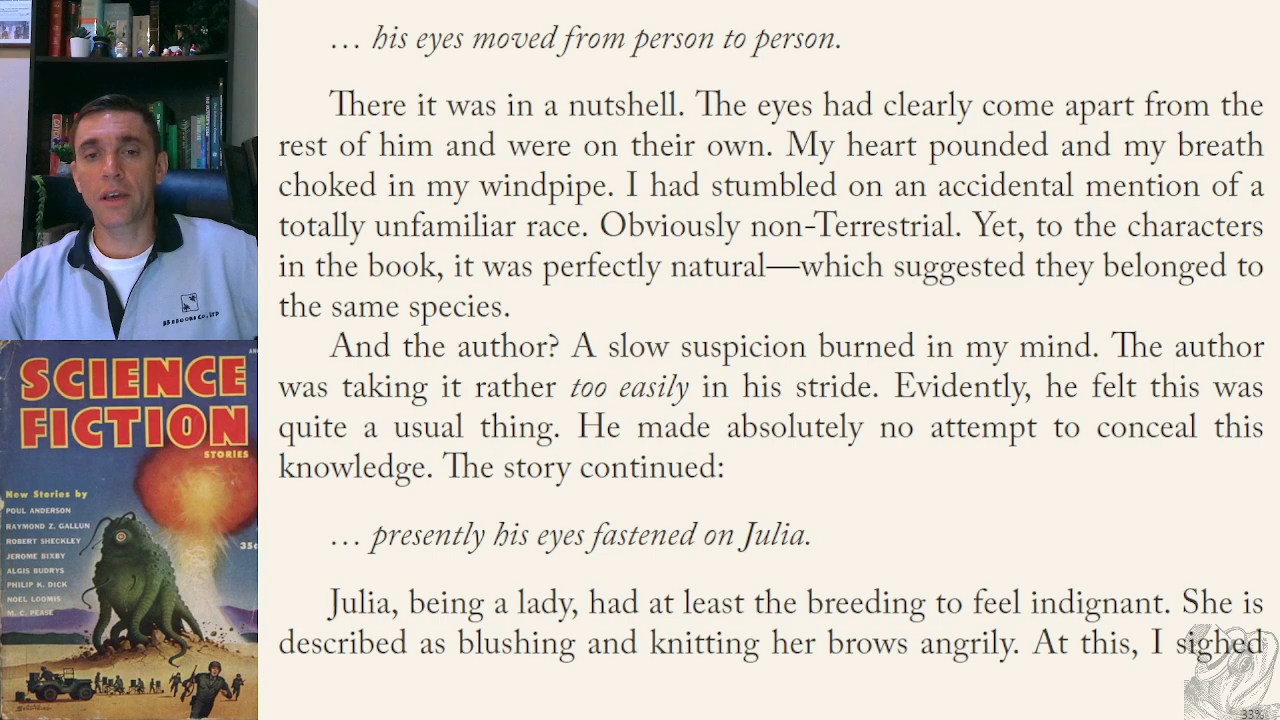 … his eyes moved from person to person.
There it was in a nutshell. The eyes had clearly come apart from the
rest of him and were on their own. My heart pounded and my breath
choked in my windpipe. I had stumbled on an accidental mention of a
totally unfamiliar race. Obviously non-Terrestrial. Yet, to the characters
in the book, it was perfectly natural—which suggested they belonged to
the same species.
And the author? A slow suspicion burned in my mind. The author
was taking it rather too easily in his stride. Evidently, he felt this was
quite a usual thing. He made absolutely no attempt to conceal this
knowledge. The story continued:
… presently his eyes fastened on Julia.
Julia, being a lady, had at least the breeding to feel indignant. She is
described as blushing and knitting her brows angrily. At this, I sighed
33%
SCIENCE
FICTION
STORIES
New Stories by
POUL ANDERSON
RAYMOND Z. GALLUN
ROBERT SHECKLEY
35¢
JEROME BIXBY
ALGIS BUDRYS
PHILIP K. DICK
NOEL LOOMIS
M. C. PEASE